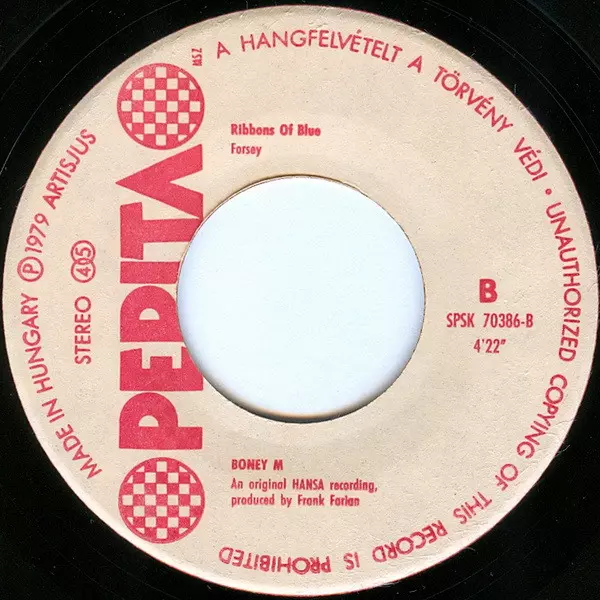 MADE IN HUNGARY Ⓟ 1979 ARTISJUS
MSZ
A HANGFELVÉTELT A TÖRVÉNY VÉDI • UNAUTHORIZED COPYING OF THIS RECORD IS PROHIBITED
STEREO 45
PEPITA
Ribbons Of Blue
Forsey
B
SPSK 70386-B
4'22"
BONEY M
An original HANSA recording,
produced by Frank Farian